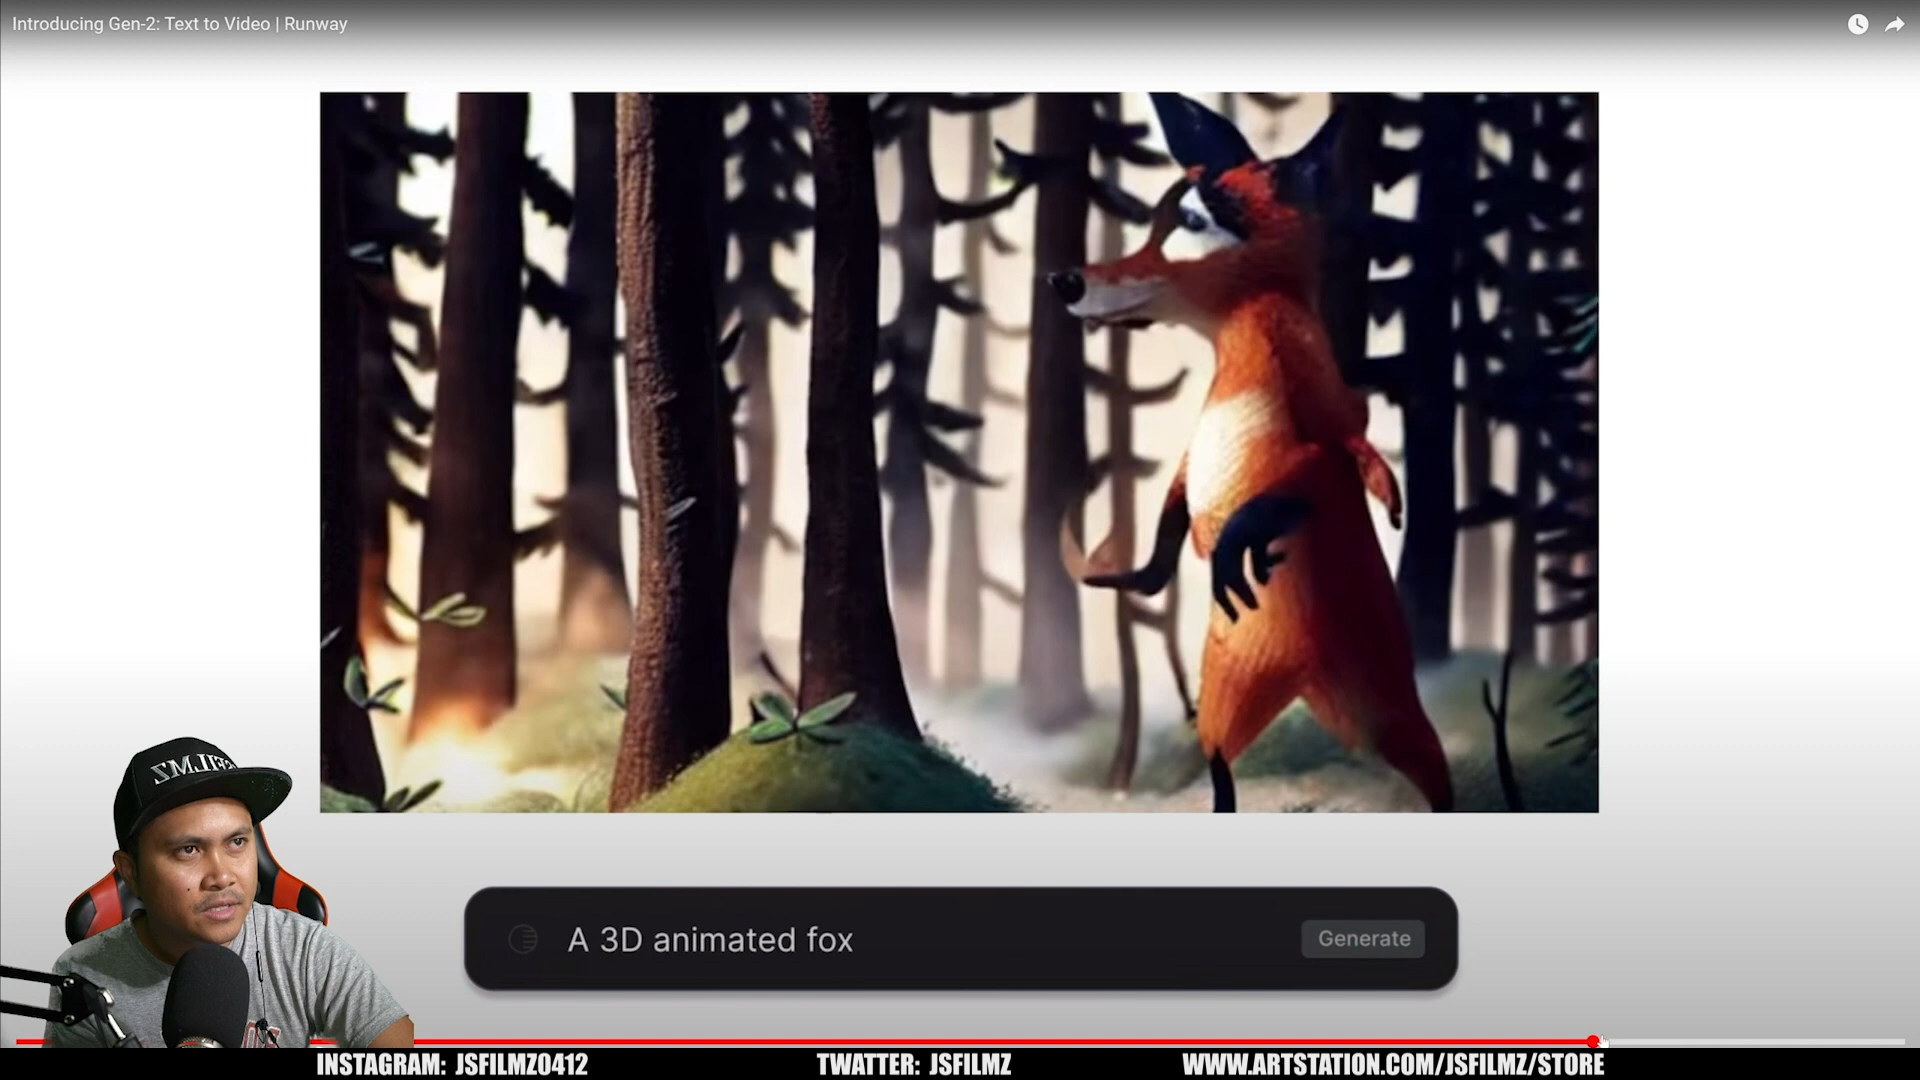 Introducing Gen-2: Text to Video | Runway
A 3D animated fox
Generate
INSTAGRAM: JSFILMZ0412
TWATTER: JSFILMZ
WWW.ARTSTATION.COM/JSFILMZ/STORE